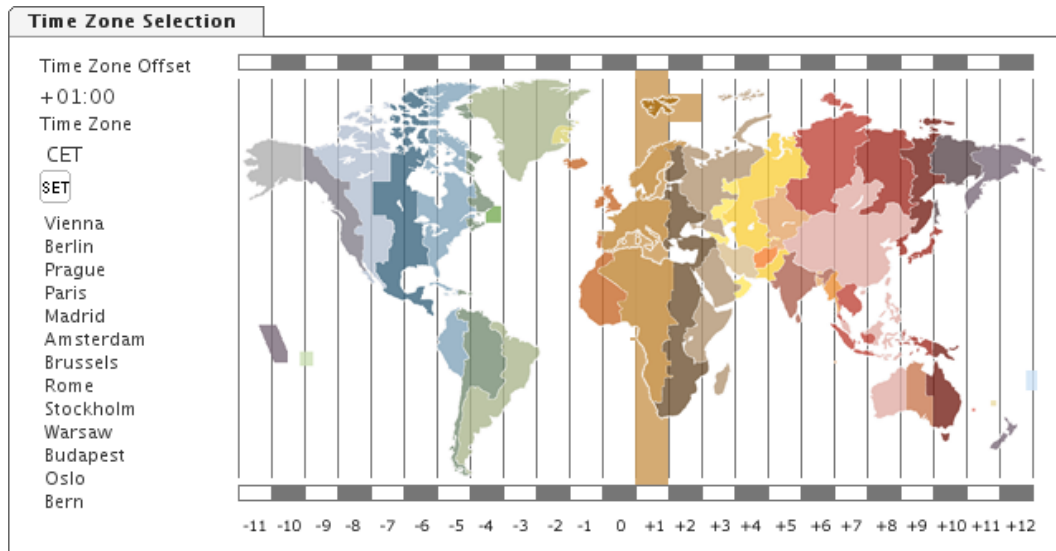 Time Zone Selection
Time Zone Offset
+01:00
Time Zone
CET
SET
Vienna
Berlin
Prague
Paris
Madrid
Amsterdam
Brussels
Rome
Stockholm
Warsaw
Budapest
Oslo
Bern
-11 -10 -9 -8 -7 -6 -5 -4 -3 -2 -1 0 +1 +2 +3 +4 +5 +6 +7 +8 +9 +10 +11 +12